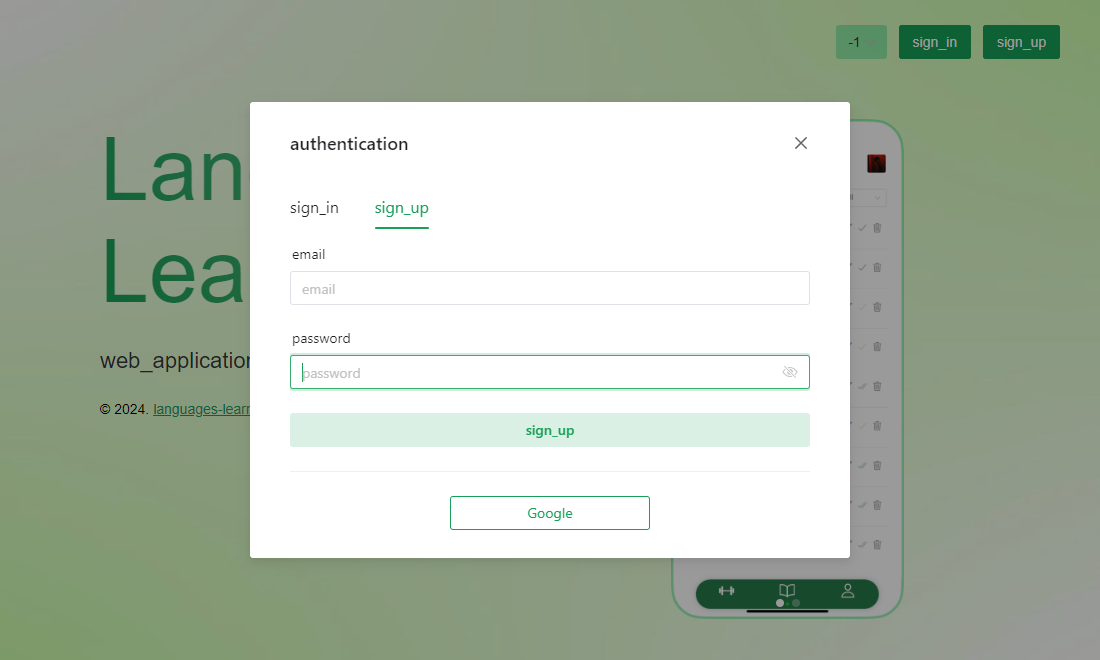 -1
sign_in
sign_up
authentication
sign_in
sign_up
email
email
password
password
sign_up
Google
Lan
Lea
web_application
© 2024. languages-learn